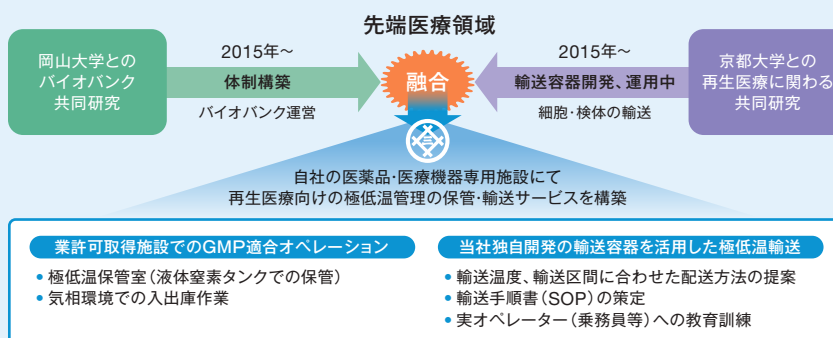 先端医療領域
岡山大学との
バイオバンク
共同研究
2015年～
体制構築
バイオバンク運営
融合
2015年～
輸送容器開発、運用中
細胞・検体の輸送
京都大学との
再生医療に関わる
共同研究
自社の医薬品・医療機器専用施設にて
再生医療向けの極低温管理の保管・輸送サービスを構築
業許可取得施設でのGMP適合オペレーション
• 極低温保管室（液体窒素タンクでの保管）
• 気相環境での入出庫作業
当社独自開発の輸送容器を活用した極低温輸送
• 輸送温度、輸送区間に合わせた配送方法の提案
• 輸送手順書（SOP）の策定
• 実オペレーター（乗務員等）への教育訓練